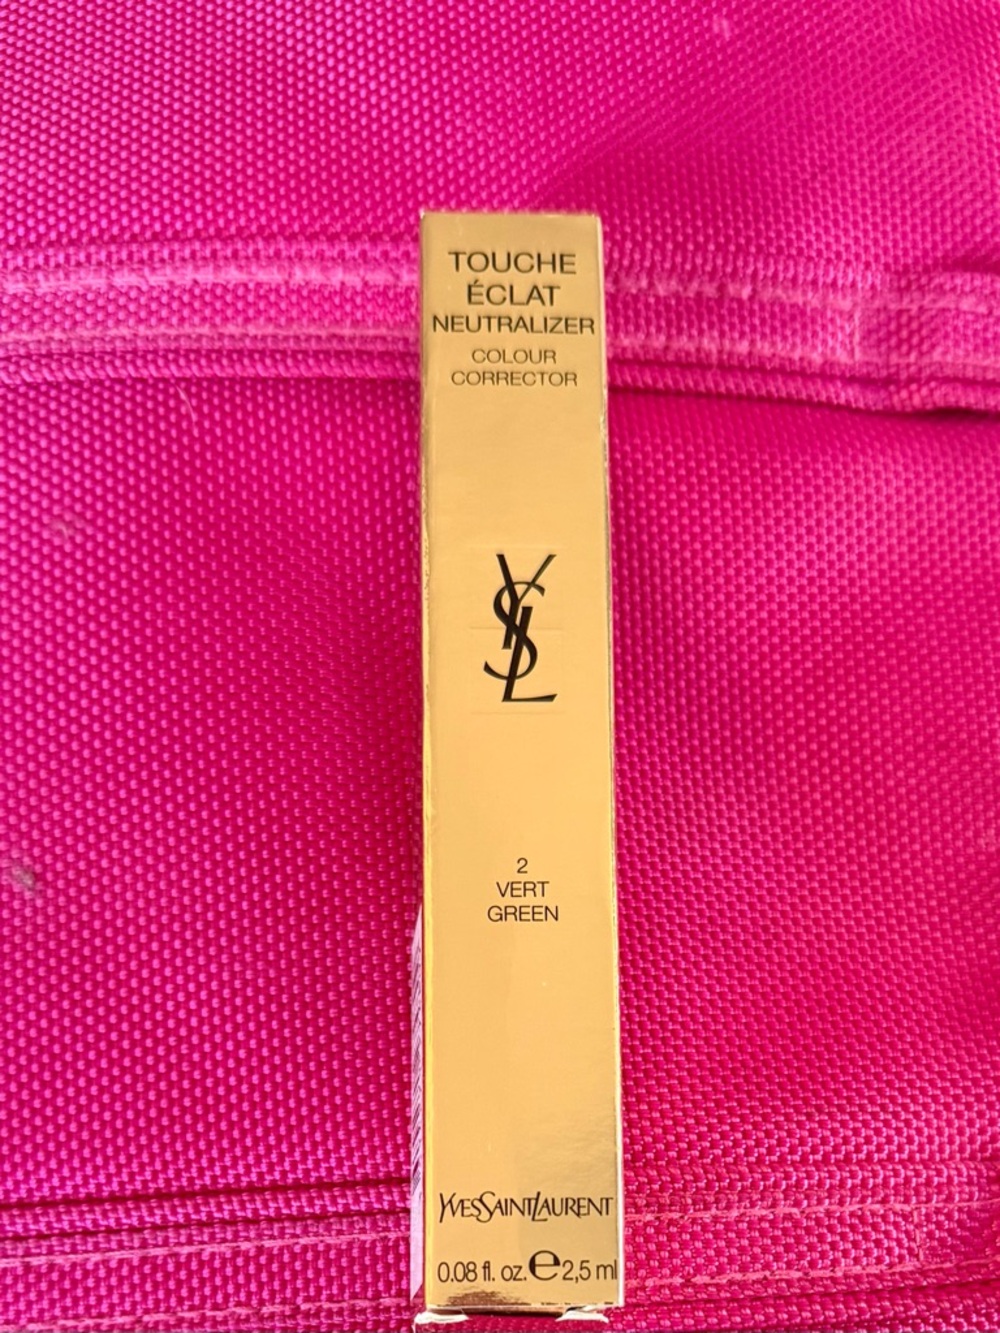 TOUCHE
ÉCLAT
NEUTRALIZER
COLOUR
CORRECTOR
YSL
2
VERT
GREEN
YVESSAINTLAURENT
0.08 fl. oz. e 2,5 ml